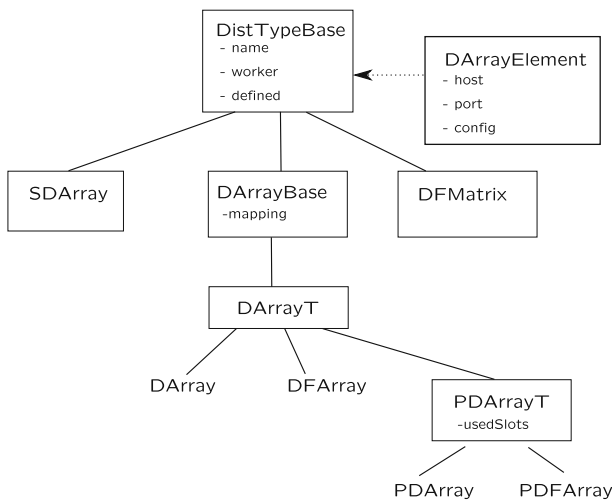 DistTypeBase
- name
- worker
- defined
DArrayElement
- host
- port
- config
SDArray
DArrayBase
-mapping
DFMatrix
DArrayT
DArray
DFArray
PDArrayT
-usedSlots
PDArray
PDFArray